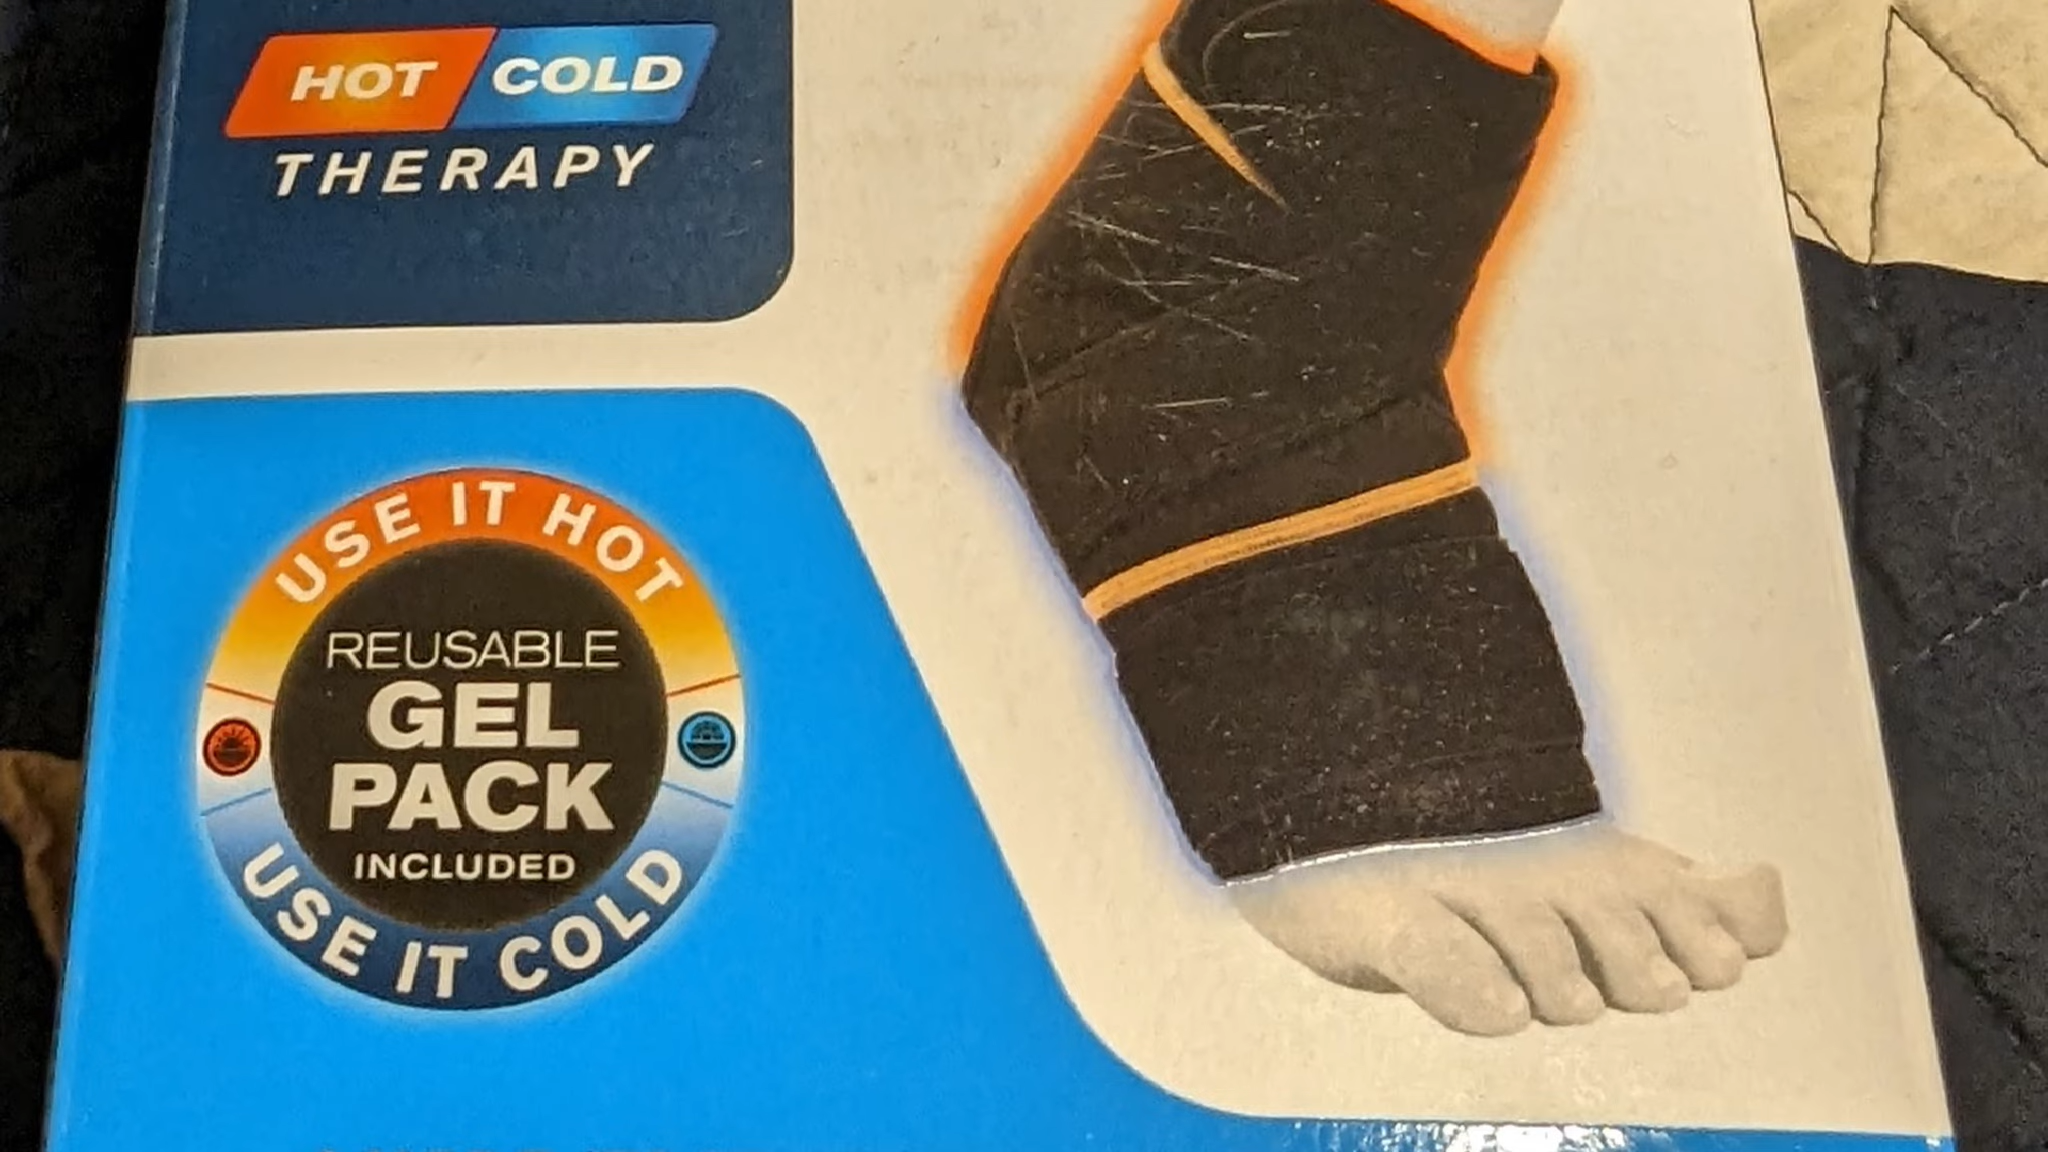 HOT COLD
THERAPY
USE IT HOT
REUSABLE
GEL
PACK
INCLUDED
USE IT COLD